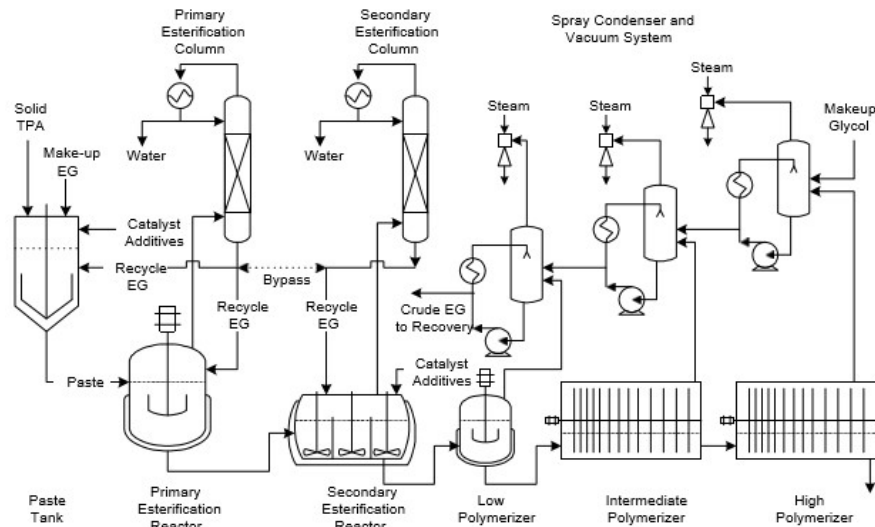 Primary
Esterification
Column
Secondary
Esterification
Column
Spray Condenser and
Vacuum System
Solid
TPA
Make-up
EG
Water
Water
Steam
Steam
Steam
Makeup
Glycol
Catalyst
Additives
Recycle
EG
Bypass
Recycle
EG
Recycle
EG
Crude EG
to Recovery
Catalyst
Additives
Paste
Paste
Tank
Primary
Esterification
Reactor
Secondary
Esterification
Reactor
Low
Polymerizer
Intermediate
Polymerizer
High
Polymerizer